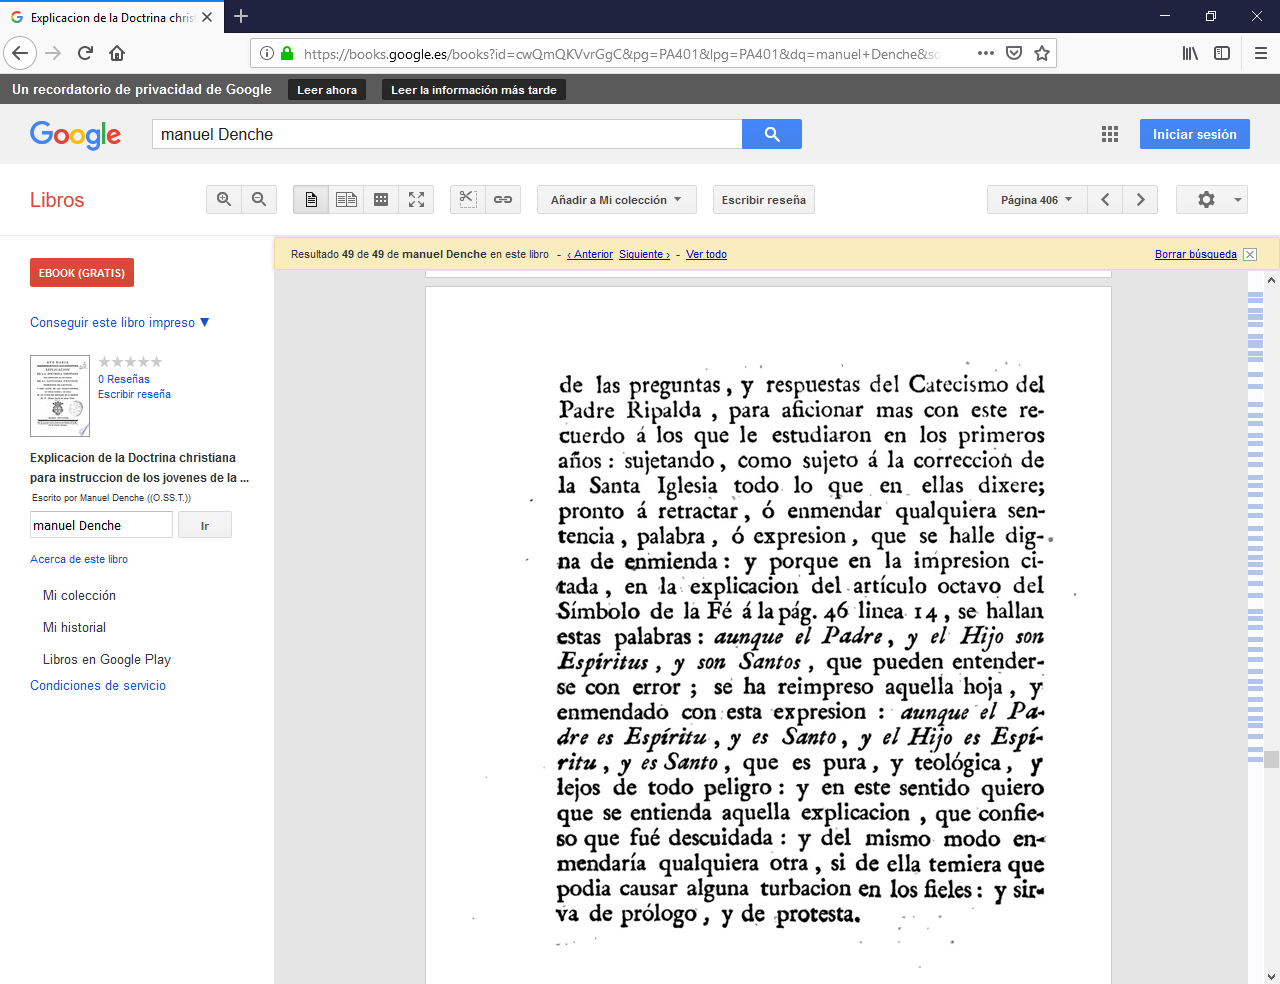 Explicacion de la Doctrina chris
https://books.google.es/books?id=cwQmQKVvrGgC&pg=PA401&lpg=PA401&dq=manuel+Denche&so
Un recordatorio de privacidad de Google
Leer ahora
Leer la información más tarde
Google
manuel Denche
Iniciar sesión
Libros
Añadir a Mi colección
Escribir reseña
Página 406
Resultado 49 de 49 de manuel Denche en este libro - ‹ Anterior Siguiente › - Ver todo
Borrar búsqueda
EBOOK (GRATIS)
Conseguir este libro impreso ▼
0 Reseñas
Escribir reseña
Explicacion de la Doctrina christiana
para instruccion de los jovenes de la ...
Escrito por Manuel Denche ((O.SS.T.))
manuel Denche
Ir
Acerca de este libro
Mi colección
Mi historial
Libros en Google Play
Condiciones de servicio
de las preguntas, y respuestas del Catecismo del
Padre Ripalda, para aficionar mas con este re-
cuerdo á los que le estudiaron en los primeros
años: sujetando, como sujeto á la correccion de
la Santa Iglesia todo lo que en ellas dixere;
pronto á retractar, ó enmendar qualquiera sen-
tencia, palabra, ó expresion, que se halle dig-
na de enmienda: y porque en la impresion ci-
tada, en la explicacion del artículo octavo del
Símbolo de la Fé á la pág. 46 linea 14, se hallan
estas palabras: aunque el Padre, y el Hijo son
Espíritus, y son Santos, que pueden entender-
se con error; se ha reimpreso aquella hoja, y
enmendado con esta expresion: aunque el Pa-
dre es Espíritu, y es Santo, y el Hijo es Espí-
ritu, y es Santo, que es pura, y teológica, y
lejos de todo peligro: y en este sentido quiero
que se entienda aquella explicacion, que confie-
so que fué descuidada: y del mismo modo en-
mendaría qualquiera otra, si de ella temiera que
podia causar alguna turbacion en los fieles: y sir-
va de prólogo, y de protesta.